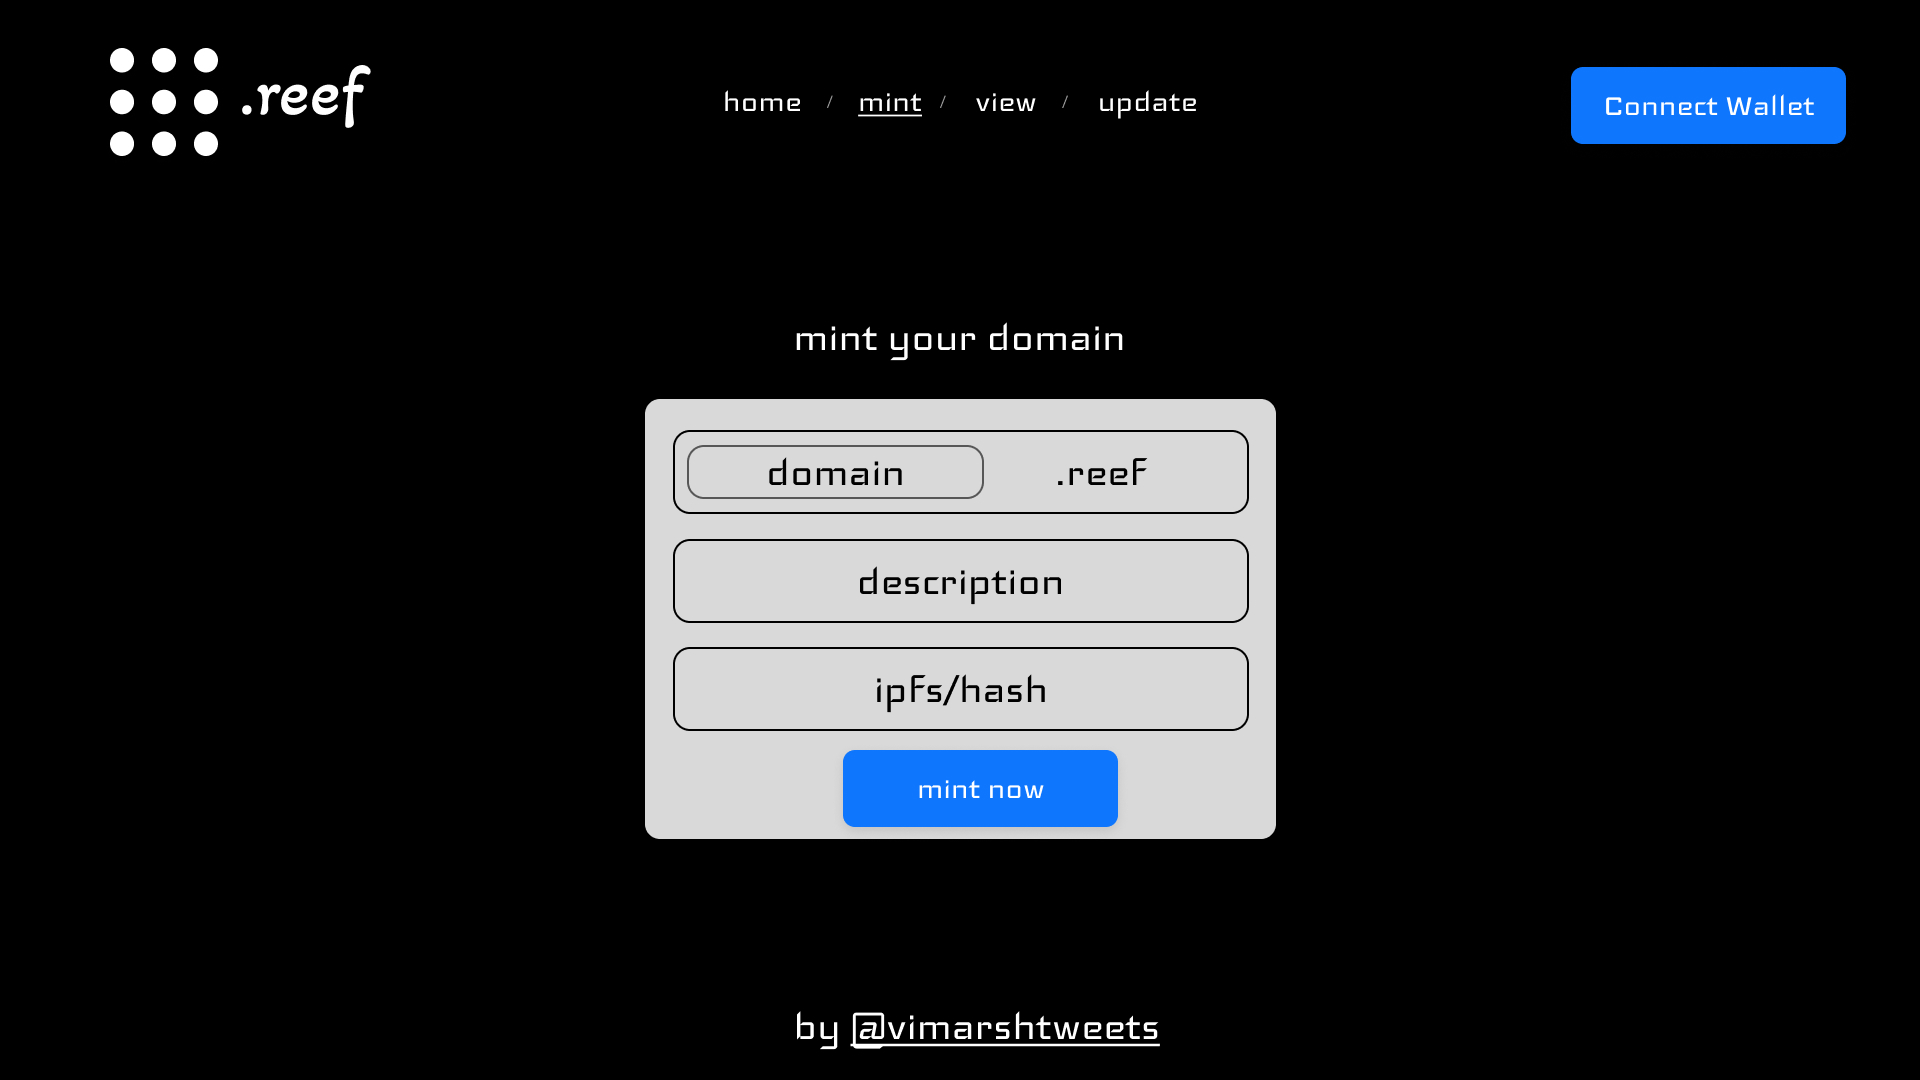 .reef
home / mint / view / update
Connect Wallet
mint your domain
domain .reef
description
ipfs/hash
mint now
by @vimarshtweets